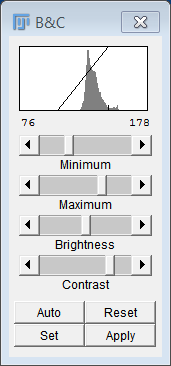 B&C
76 178
Minimum
Maximum
Brightness
Contrast
Auto Reset
Set Apply